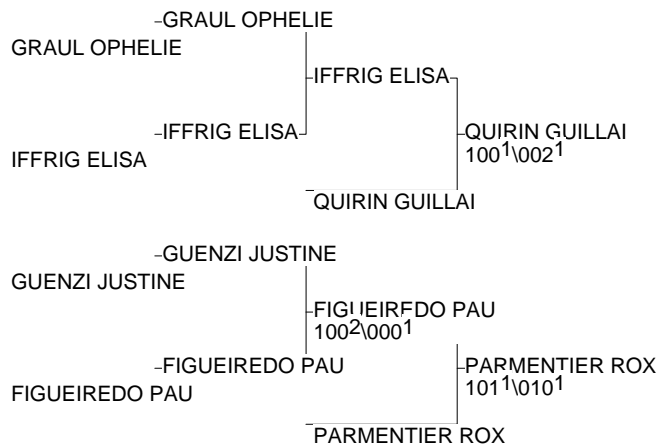 GRAUL OPHELIE
GRAUL OPHELIE
IFFRIG ELISA
IFFRIG ELISA
QUIRIN GUILLAI
100¹\002¹
IFFRIG ELISA
QUIRIN GUILLAI
GUENZI JUSTINE
GUENZI JUSTINE
FIGUEIREDO PAU
100²\000¹
FIGUEIREDO PAU
PARMENTIER ROX
101¹\010¹
FIGUEIREDO PAU
PARMENTIER ROX